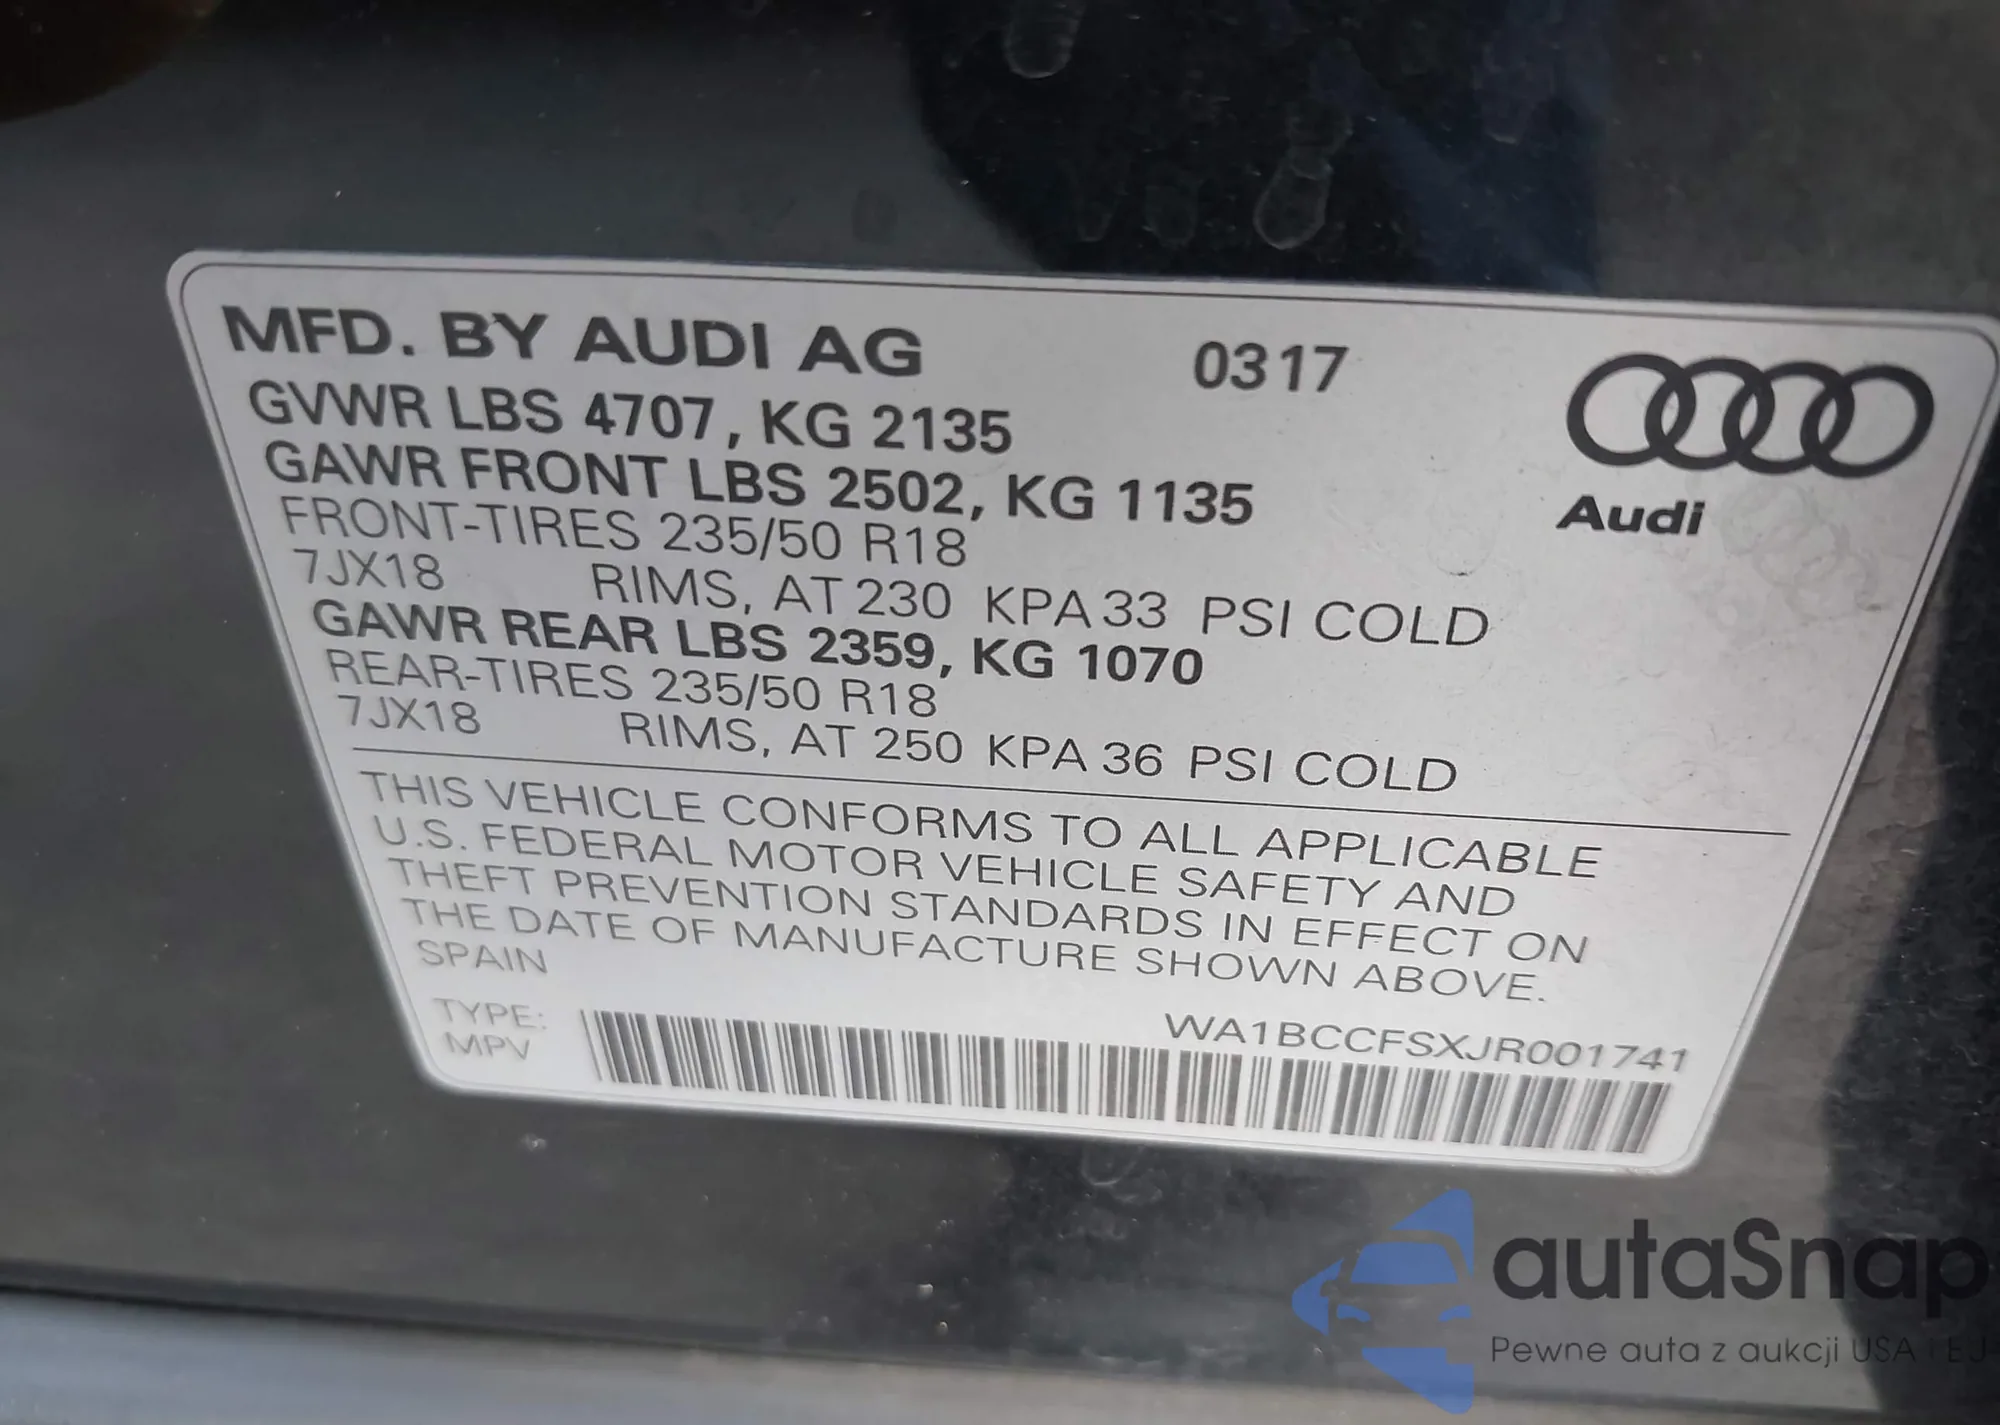 MFD. BY AUDI AG 0317
GVWR LBS 4707, KG 2135
GAWR FRONT LBS 2502, KG 1135
FRONT-TIRES 235/50 R18
7JX18 RIMS, AT 230 KPA 33 PSI COLD
GAWR REAR LBS 2359, KG 1070
REAR-TIRES 235/50 R18
7JX18 RIMS, AT 250 KPA 36 PSI COLD
Audi
THIS VEHICLE CONFORMS TO ALL APPLICABLE
U.S. FEDERAL MOTOR VEHICLE SAFETY AND
THEFT PREVENTION STANDARDS IN EFFECT ON
THE DATE OF MANUFACTURE SHOWN ABOVE.
SPAIN
TYPE:
MPV
WA1BCCFSXJR001741
autaSnap
Pewne auta z aukcji USA i EU